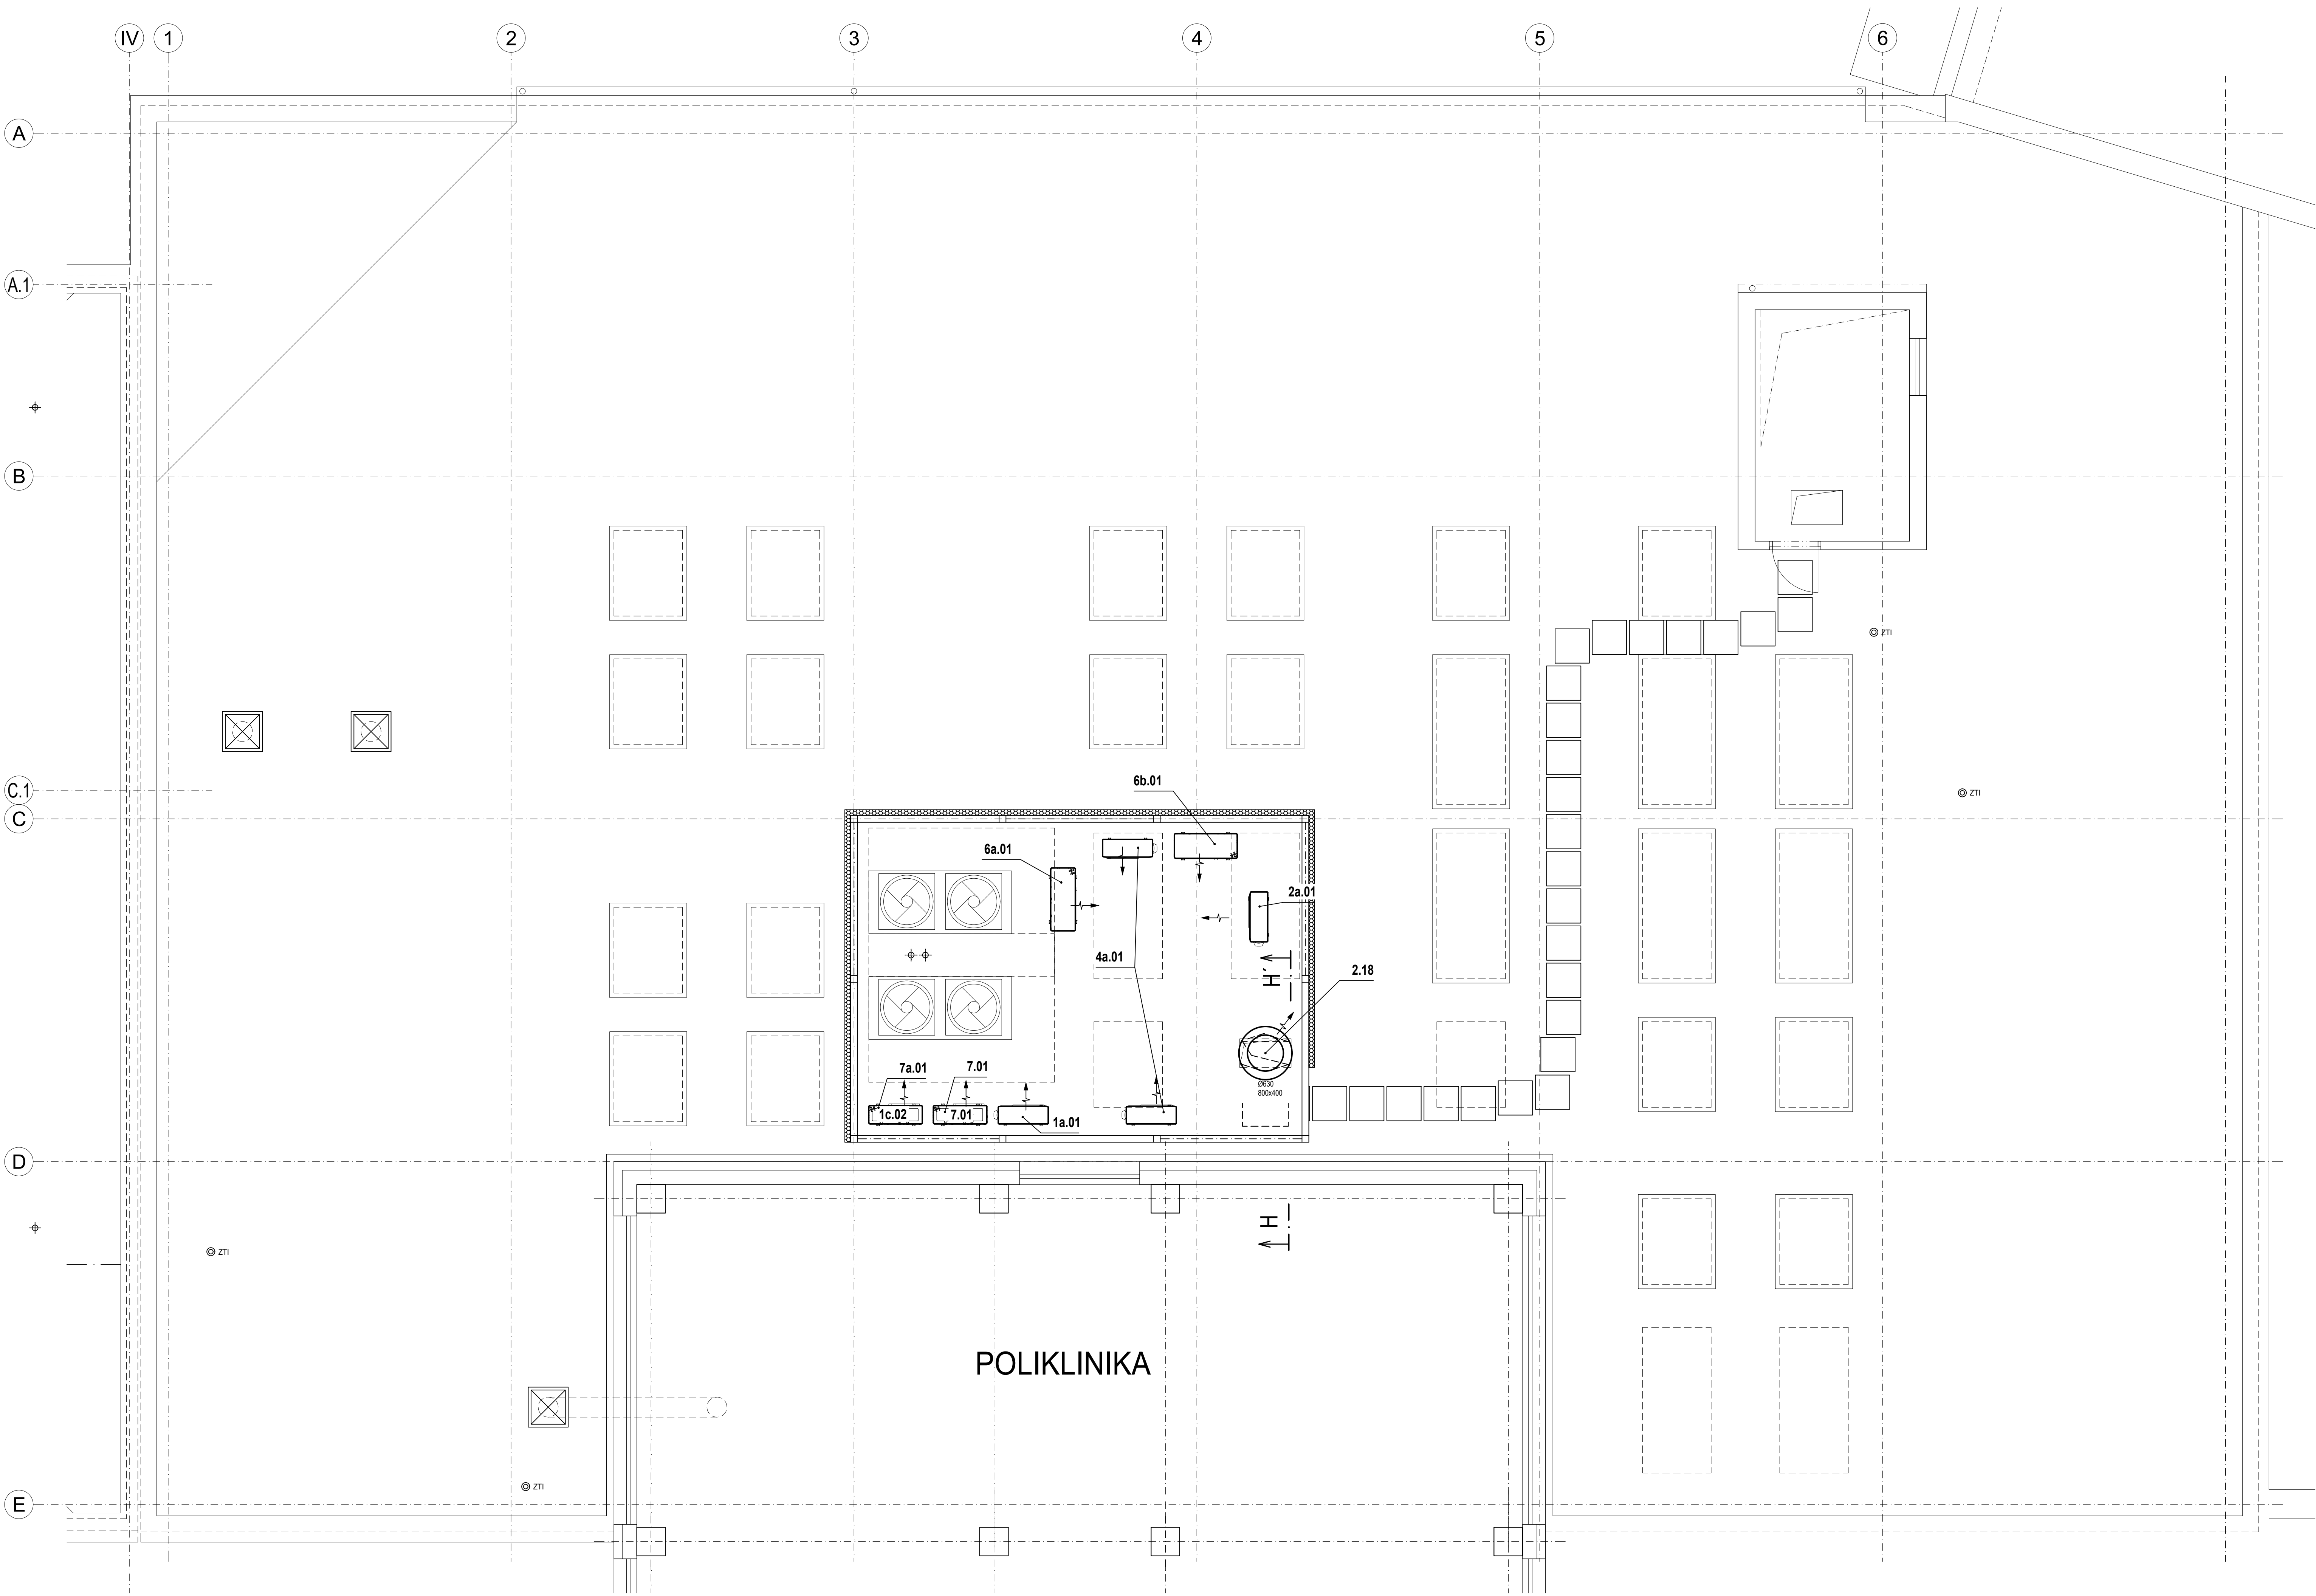 IV 1 2 3 4 5 6
A
A.1
B
ZTI
6b.01
C.1
ZTI
C
6a.01
2a.01
4a.01
H'
2.18
7a.01
7.01
Ø630
800x400
1c.02
7.01
1a.01
D
H
ZTI
POLIKLINIKA
ZTI
E